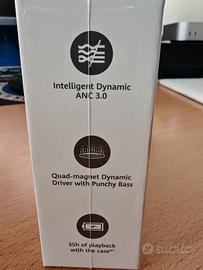 Intelligent Dynamic
ANC 3.0
Quad-magnet Dynamic
Driver with Punchy Bass
35h of playback
with the case*¹
subito